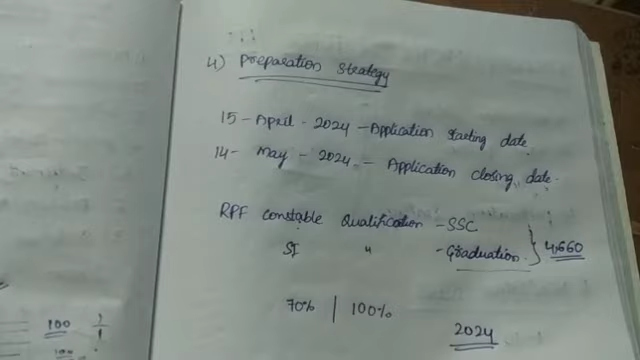 4) Preparation Strategy
15 - April - 2024 - Application starting date
14 - May - 2024 - Application closing date.
RPF Constable Qualification - SSC
SI " - Graduation. } 4,660
70% | 100%
2024
100